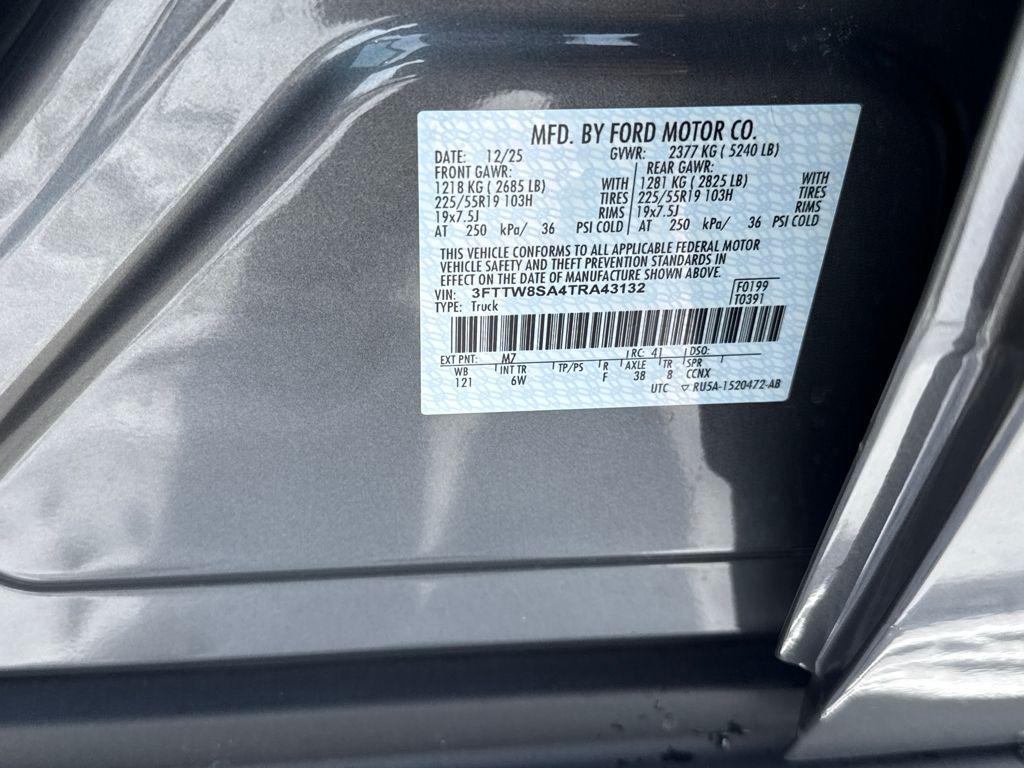 MFD. BY FORD MOTOR CO.
DATE: 12/25 GVWR: 2377 KG ( 5240 LB)
FRONT GAWR: REAR GAWR:
1218 KG ( 2685 LB) WITH 1281 KG ( 2825 LB) WITH
225/55R19 103H TIRES 225/55R19 103H TIRES
19x7.5J RIMS 19x7.5J RIMS
AT 250 kPa/ 36 PSI COLD AT 250 kPa/ 36 PSI COLD
THIS VEHICLE CONFORMS TO ALL APPLICABLE FEDERAL MOTOR
VEHICLE SAFETY AND THEFT PREVENTION STANDARDS IN
EFFECT ON THE DATE OF MANUFACTURE SHOWN ABOVE.
VIN: 3FTTW8SA4TRA43132 F0199
TYPE: Truck T0391
EXT PNT: M7 RC: 41 DSO:
WB INT TR TP/PS R AXLE TR SPR
121 6W F 38 8 CCNX
UTC ▽ RU5A-1520472-AB